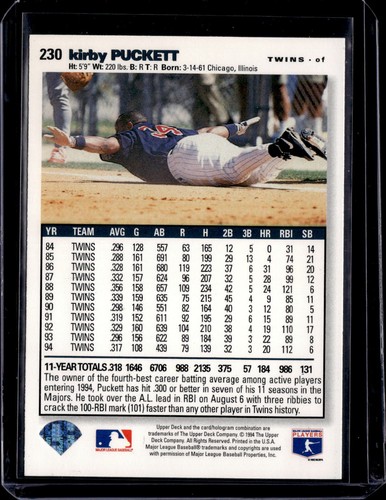 230 kirby PUCKETT TWINS - of
Ht: 5'9" Wt: 220 lbs. B: R T: R Born: 3-14-61 Chicago, Illinois
YR TEAM AVG G AB R H 2B 3B HR RBI SB
84 TWINS .296 128 557 63 165 12 5 0 31 14
85 TWINS .288 161 691 80 199 29 13 4 74 21
86 TWINS .328 161 680 119 223 37 6 31 96 20
87 TWINS .332 157 624 96 207 32 5 28 99 12
88 TWINS .356 158 657 109 234 42 5 24 121 6
89 TWINS .339 159 635 75 215 45 4 9 85 11
90 TWINS .298 146 551 82 164 40 3 12 80 5
91 TWINS .319 152 611 92 195 29 6 15 89 11
92 TWINS .329 160 639 104 210 38 4 19 110 17
93 TWINS .296 156 622 89 184 39 3 22 89 8
94 TWINS .317 108 439 79 139 32 3 20 112 6
11-YEAR TOTALS .318 1646 6706 988 2135 375 57 184 986 131
The owner of the fourth-best career batting average among active players
entering 1994, Puckett has hit .300 or better in seven of his 11 seasons in the
Majors. He took over the A.L. lead in RBI on August 6 with three ribbies to
crack the 100-RBI mark (101) faster than any other player in Twins history.
Upper Deck and the card/hologram combination are
trademarks of The Upper Deck Company. © 1994 The Upper
Deck Company. All Rights Reserved. Printed in the U.S.A.
Major League Baseball® trademarks and copyrights are used
with permission of Major League Baseball Properties, Inc.
MAJOR LEAGUE BASEBALL
PLAYERS